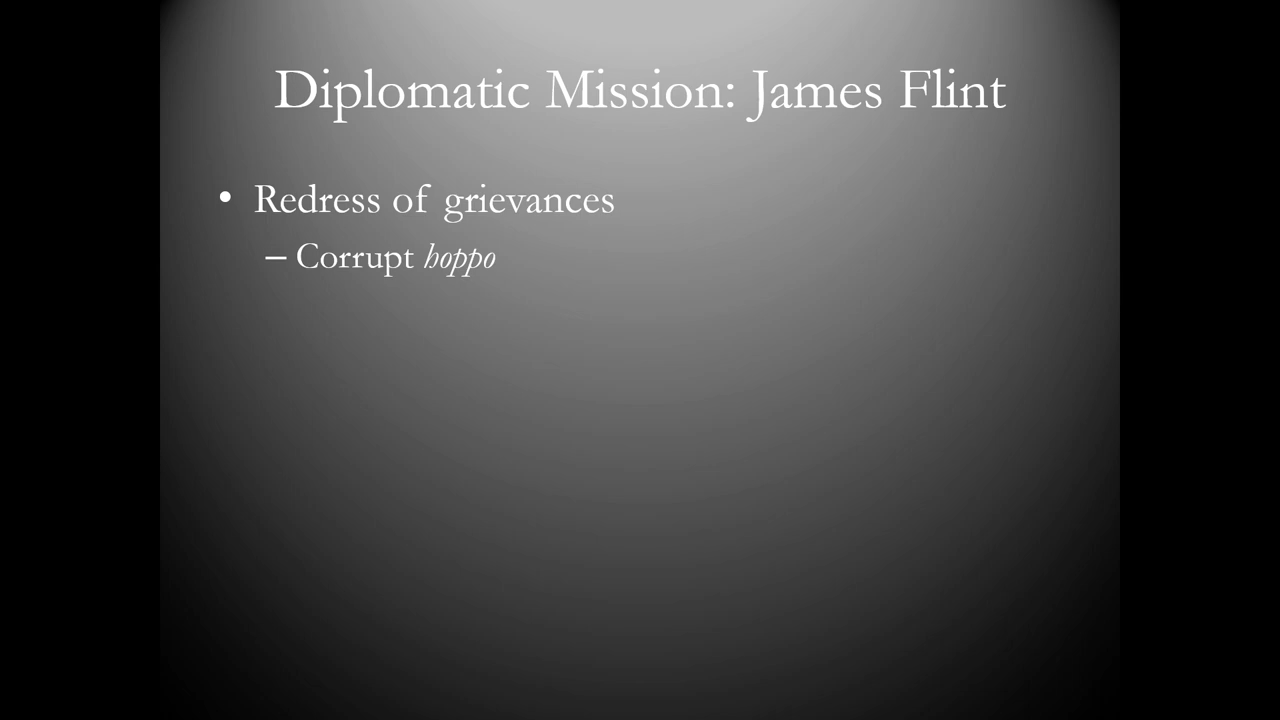 Diplomatic Mission: James Flint
• Redress of grievances
– Corrupt hoppo